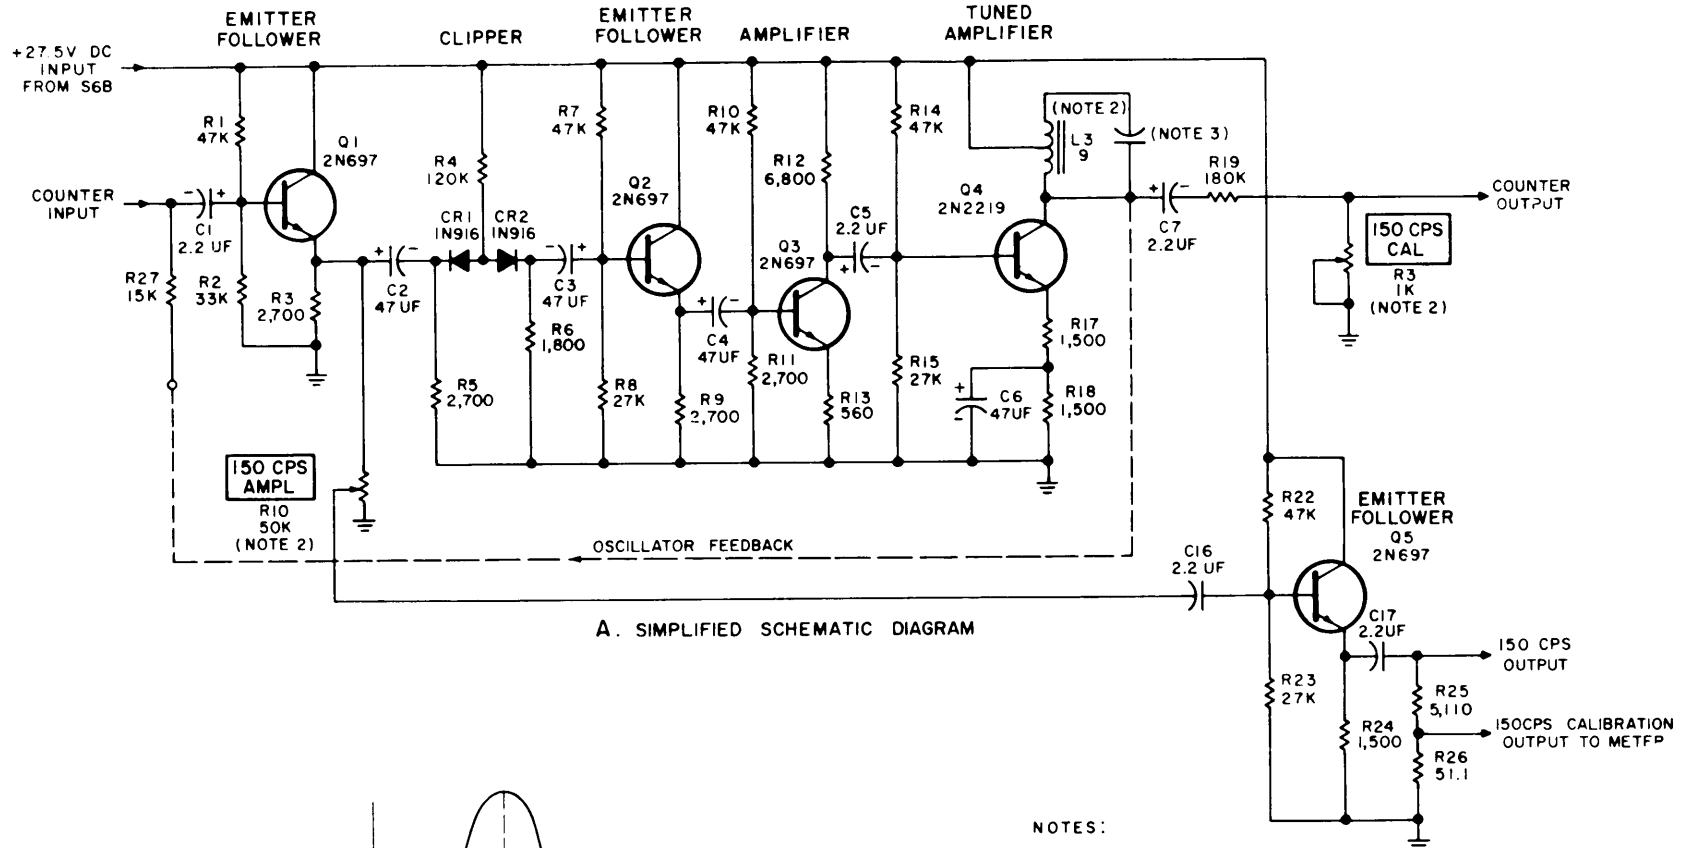 EMITTER
FOLLOWER
CLIPPER
EMITTER
FOLLOWER
AMPLIFIER
TUNED
AMPLIFIER
+27.5V DC
INPUT
FROM S6B
R1
47K
Q1
2N697
R4
120K
R7
47K
Q2
2N697
R10
47K
R12
6,800
R14
47K
Q4
2N2219
(NOTE 2)
L3
9
(NOTE 3)
R19
180K
COUNTER
INPUT
C1
2.2 UF
CR1
1N916
CR2
1N916
Q3
2N697
C5
2.2UF
C7
2.2UF
COUNTER
OUTPUT
150 CPS
CAL
R3
1K
(NOTE 2)
R27
15K
R2
33K
R3
2,700
C2
47UF
C3
47UF
R6
1,800
C4
47UF
R11
2,700
R15
27K
R17
1,500
R5
2,700
R8
27K
R9
2,700
R13
560
C6
47UF
R18
1,500
150 CPS
AMPL
R10
50K
(NOTE 2)
OSCILLATOR FEEDBACK
R22
47K
EMITTER
FOLLOWER
Q5
2N697
C16
2.2 UF
A. SIMPLIFIED SCHEMATIC DIAGRAM
C17
2.2UF
150 CPS
OUTPUT
R23
27K
R24
1,500
R25
5,110
150CPS CALIBRATION
OUTPUT TO METER
R26
51.1
NOTES: